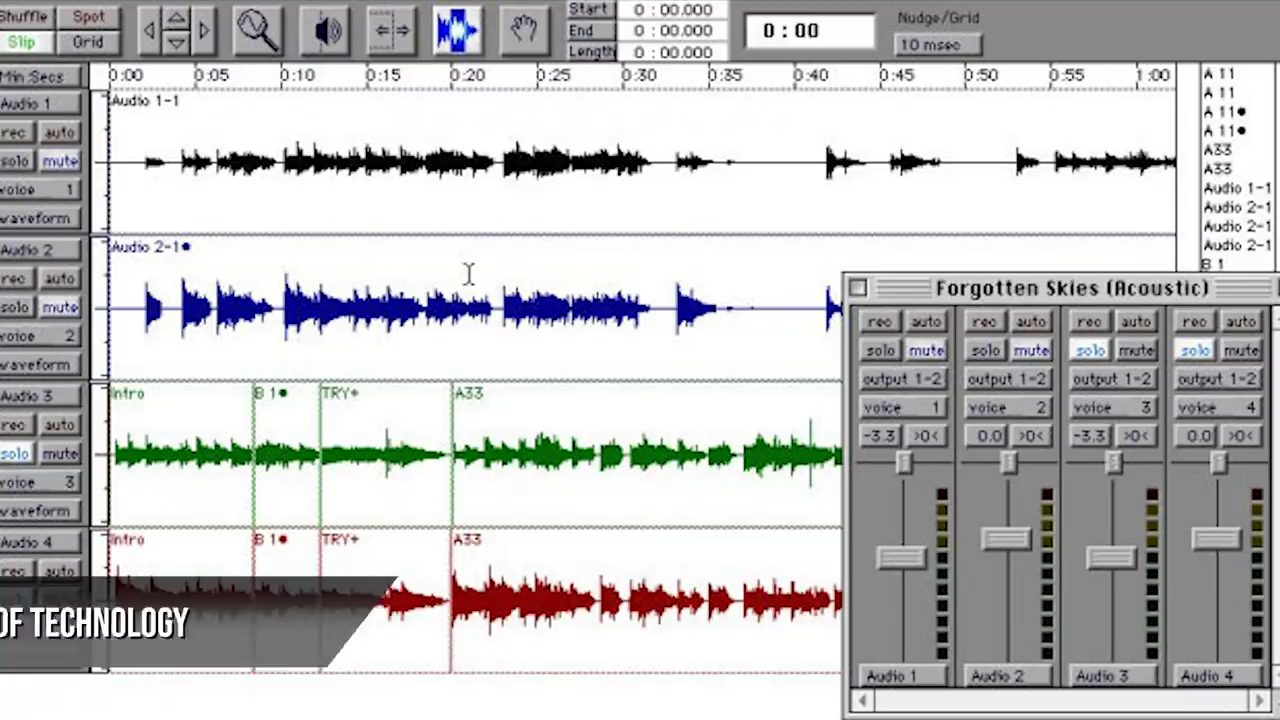 Shuffle Spot
Slip Grid
Start 0 : 00.000
End 0 : 00.000
Length 0 : 00.000
0 : 00
Nudge/Grid
10 msec
Min Secs 0:00 0:05 0:10 0:15 0:20 0:25 0:30 0:35 0:40 0:45 0:50 0:55 1:00
Audio 1
rec auto
solo mute
voice 1
waveform
Audio 1-1
Audio 2
rec auto
solo mute
voice 2
waveform
Audio 2-1●
Audio 3
rec auto
solo mute
voice 3
waveform
Intro B 1● TRY+ A33
Audio 4
rec auto
Intro B 1● TRY+ A33
A 11
A 11
A 11●
A 11●
A33
A33
Audio 1-1
Audio 2-1
Audio 2-1
Audio 2-1
B 1
Forgotten Skies (Acoustic)
rec auto rec auto rec auto rec auto
solo mute solo mute solo mute solo mute
output 1-2 output 1-2 output 1-2 output 1-2
voice 1 voice 2 voice 3 voice 4
-3.3 >0< 0.0 >0< -3.3 >0< 0.0 >0<
Audio 1 Audio 2 Audio 3 Audio 4
OF TECHNOLOGY